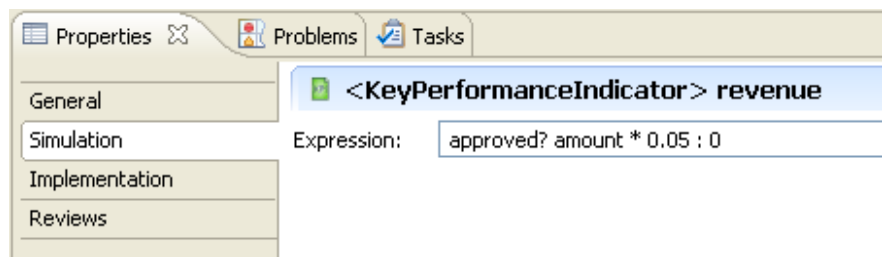 Properties Problems Tasks
<KeyPerformanceIndicator> revenue
General
Simulation
Implementation
Reviews
Expression: approved? amount * 0.05 : 0